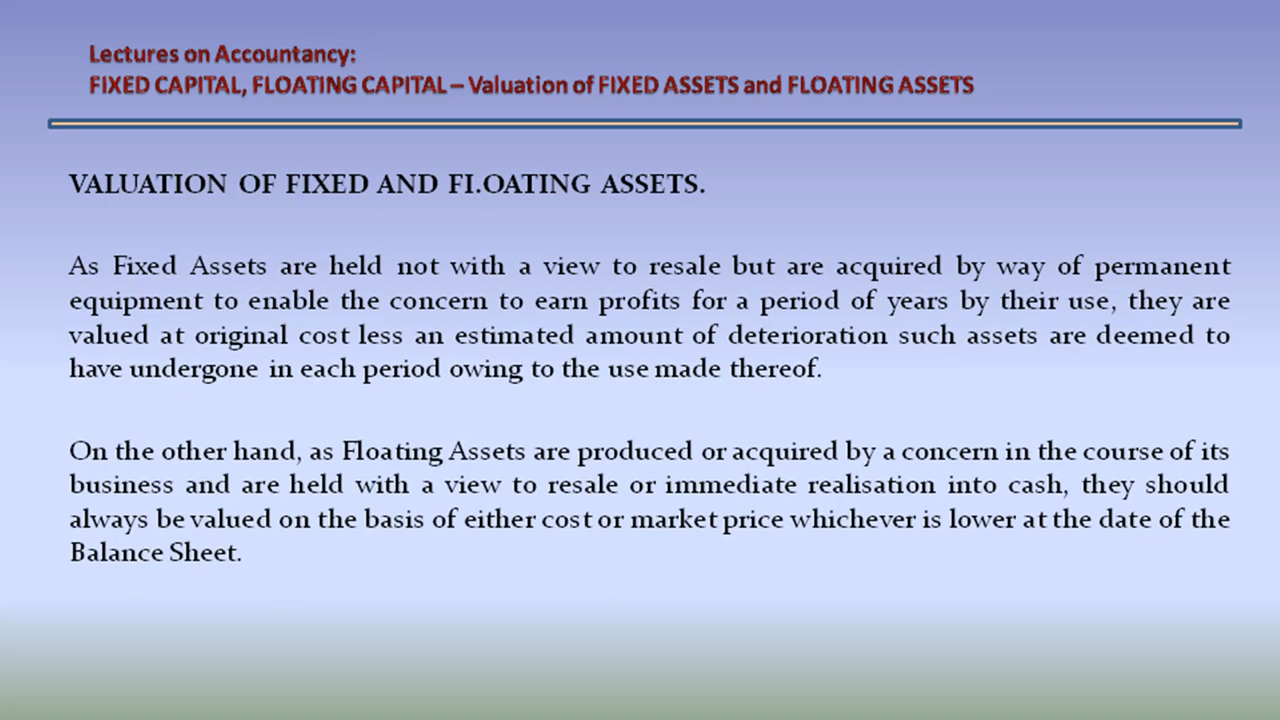 Lectures on Accountancy:
FIXED CAPITAL, FLOATING CAPITAL – Valuation of FIXED ASSETS and FLOATING ASSETS
VALUATION OF FIXED AND FI.OATING ASSETS.
As Fixed Assets are held not with a view to resale but are acquired by way of permanent
equipment to enable the concern to earn profits for a period of years by their use, they are
valued at original cost less an estimated amount of deterioration such assets are deemed to
have undergone in each period owing to the use made thereof.
On the other hand, as Floating Assets are produced or acquired by a concern in the course of its
business and are held with a view to resale or immediate realisation into cash, they should
always be valued on the basis of either cost or market price whichever is lower at the date of the
Balance Sheet.